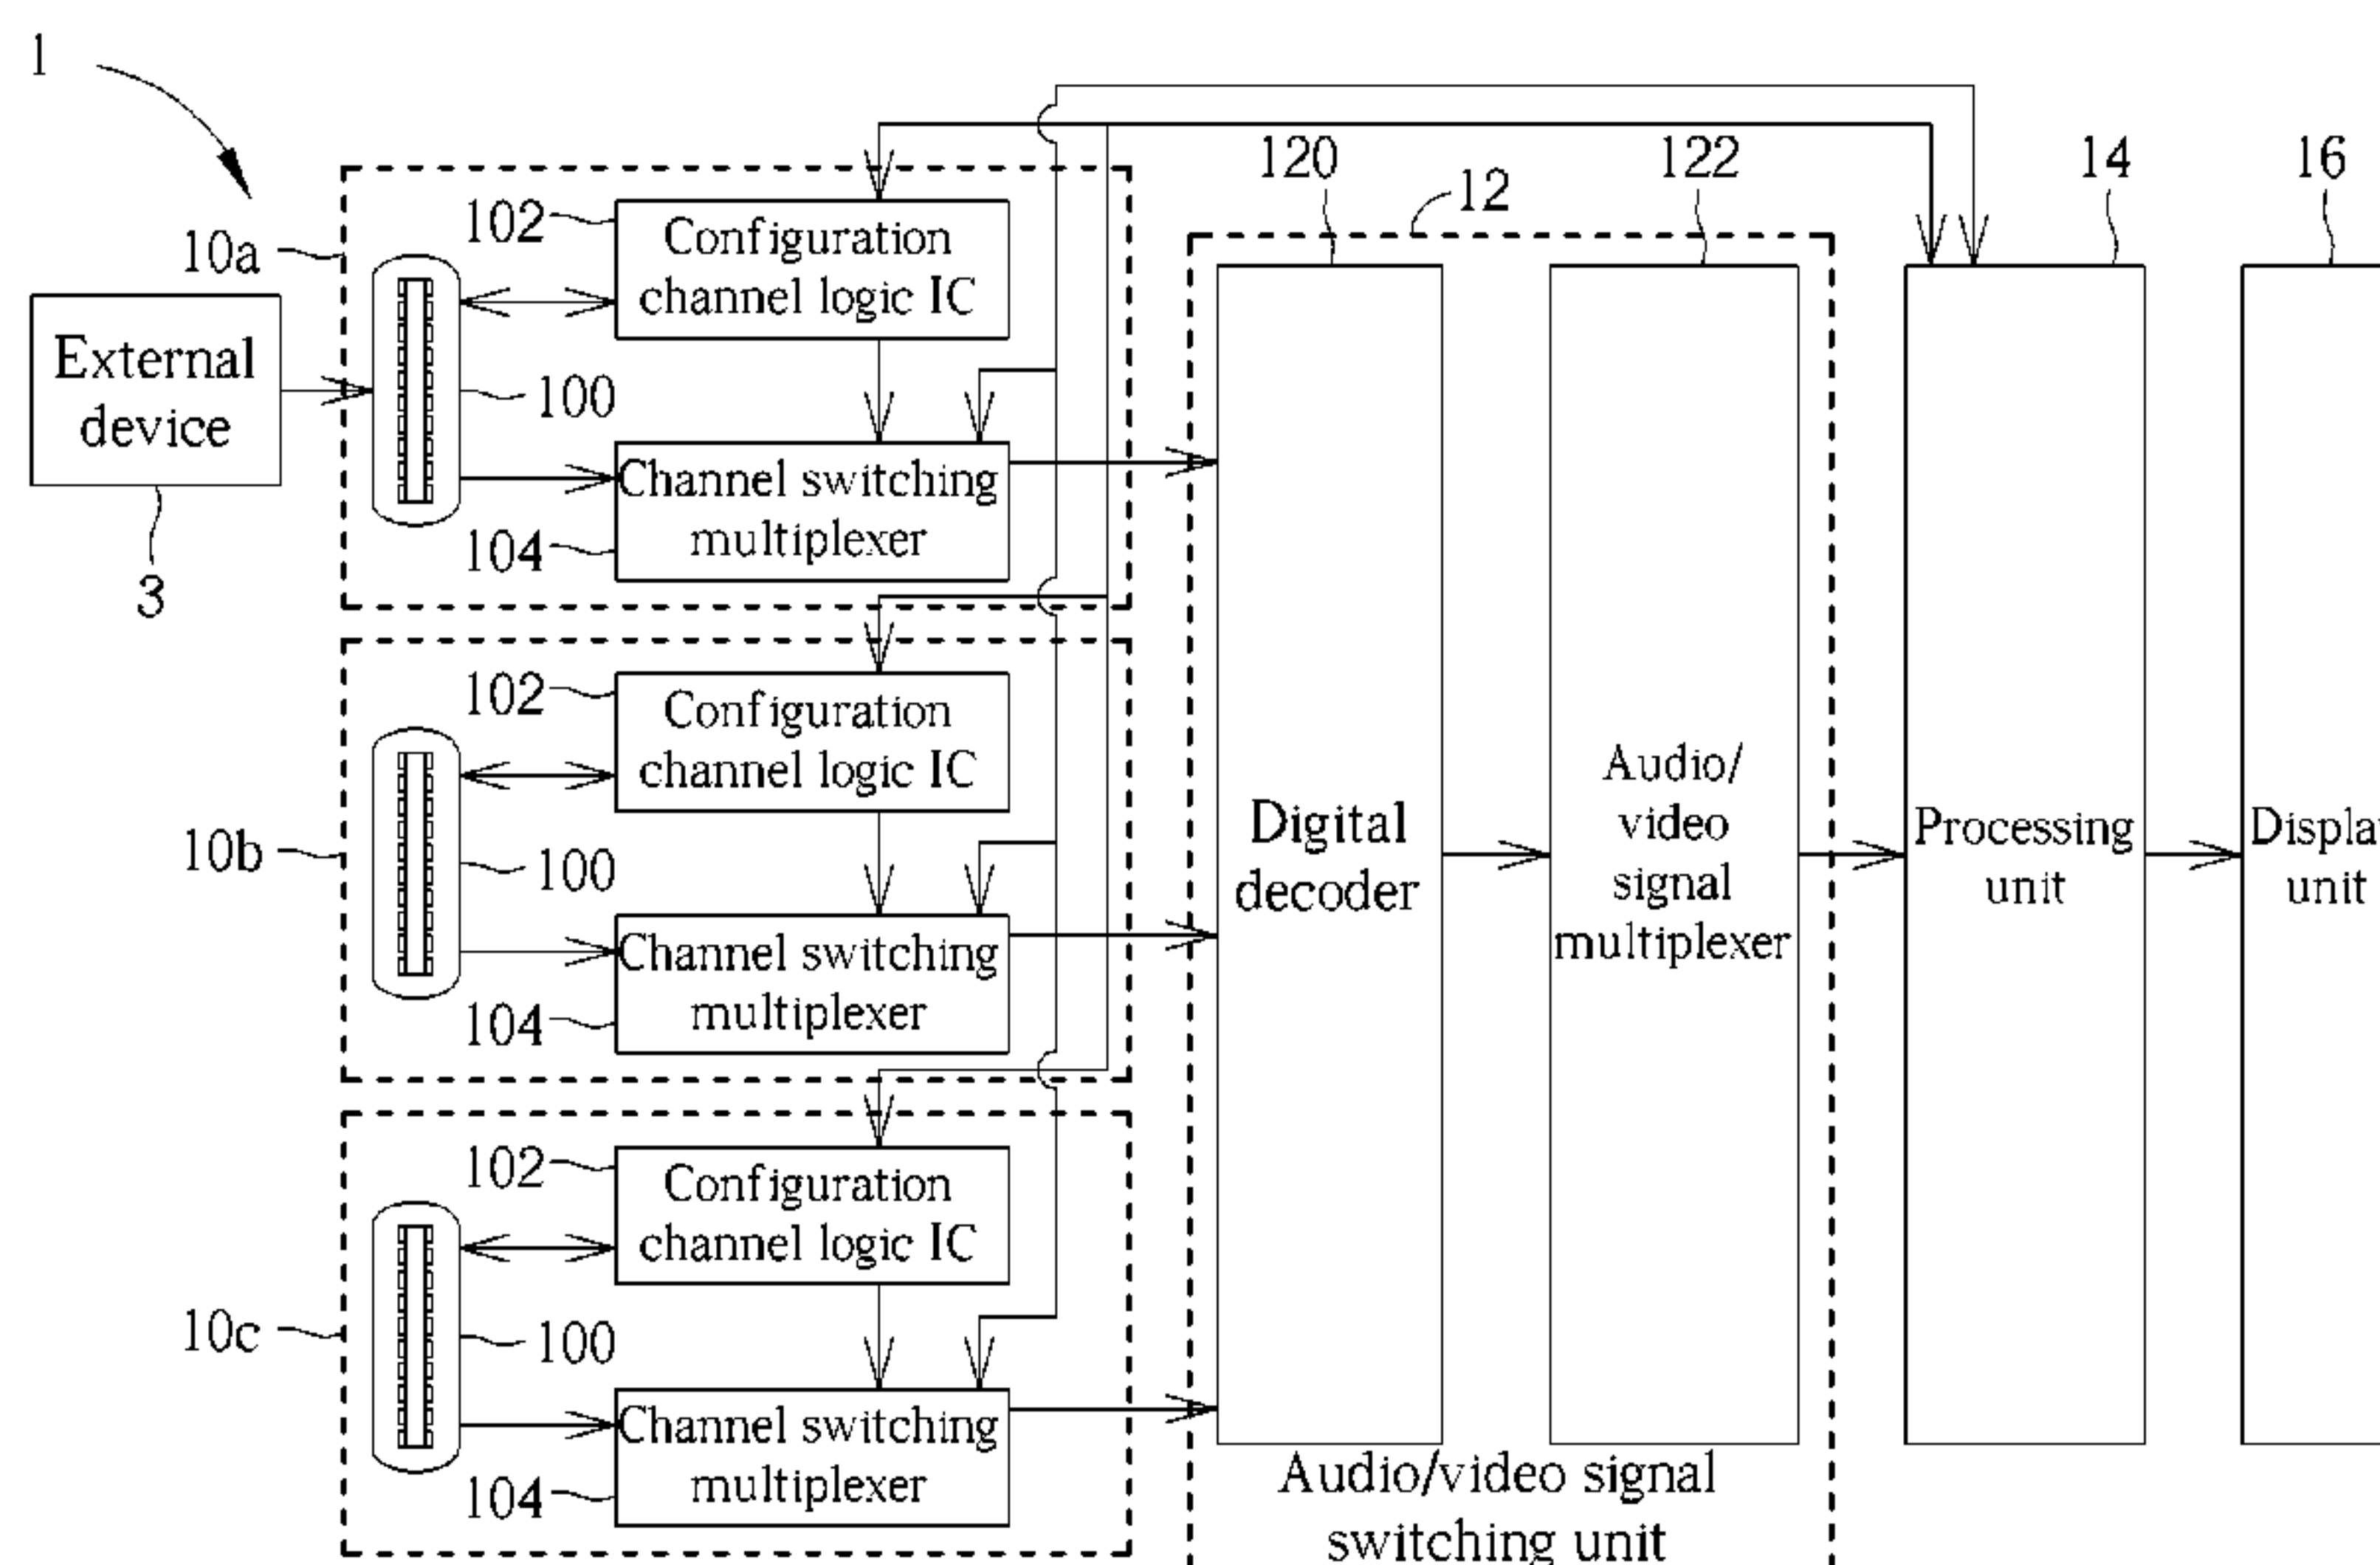 1
120
122
12
14
16
10a
102
Configuration
channel logic IC
External
device
3
100
Channel switching
multiplexer
104
102
Configuration
channel logic IC
10b
100
Channel switching
multiplexer
104
102
Configuration
channel logic IC
10c
100
Channel switching
multiplexer
104
Digital
decoder
Audio/
video
signal
multiplexer
Processing
unit
Displa
unit
Audio/video signal
switching unit